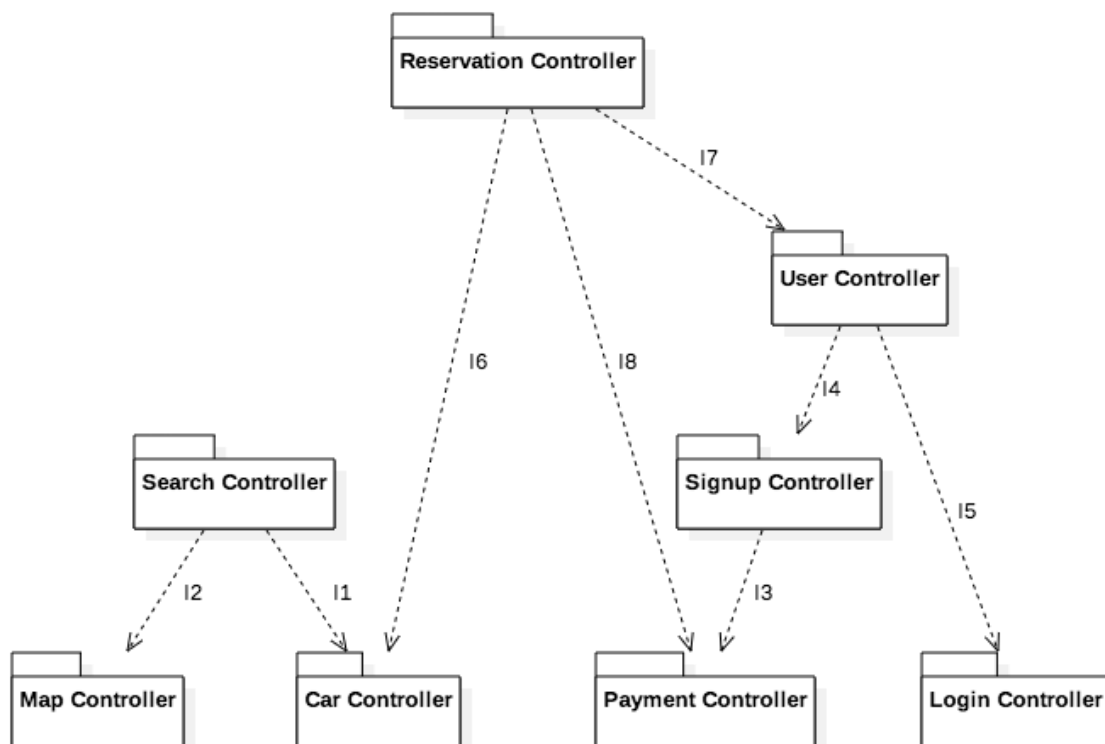 Reservation Controller
I7
User Controller
I6
I8
I4
Search Controller
Signup Controller
I5
I2
I1
I3
Map Controller
Car Controller
Payment Controller
Login Controller